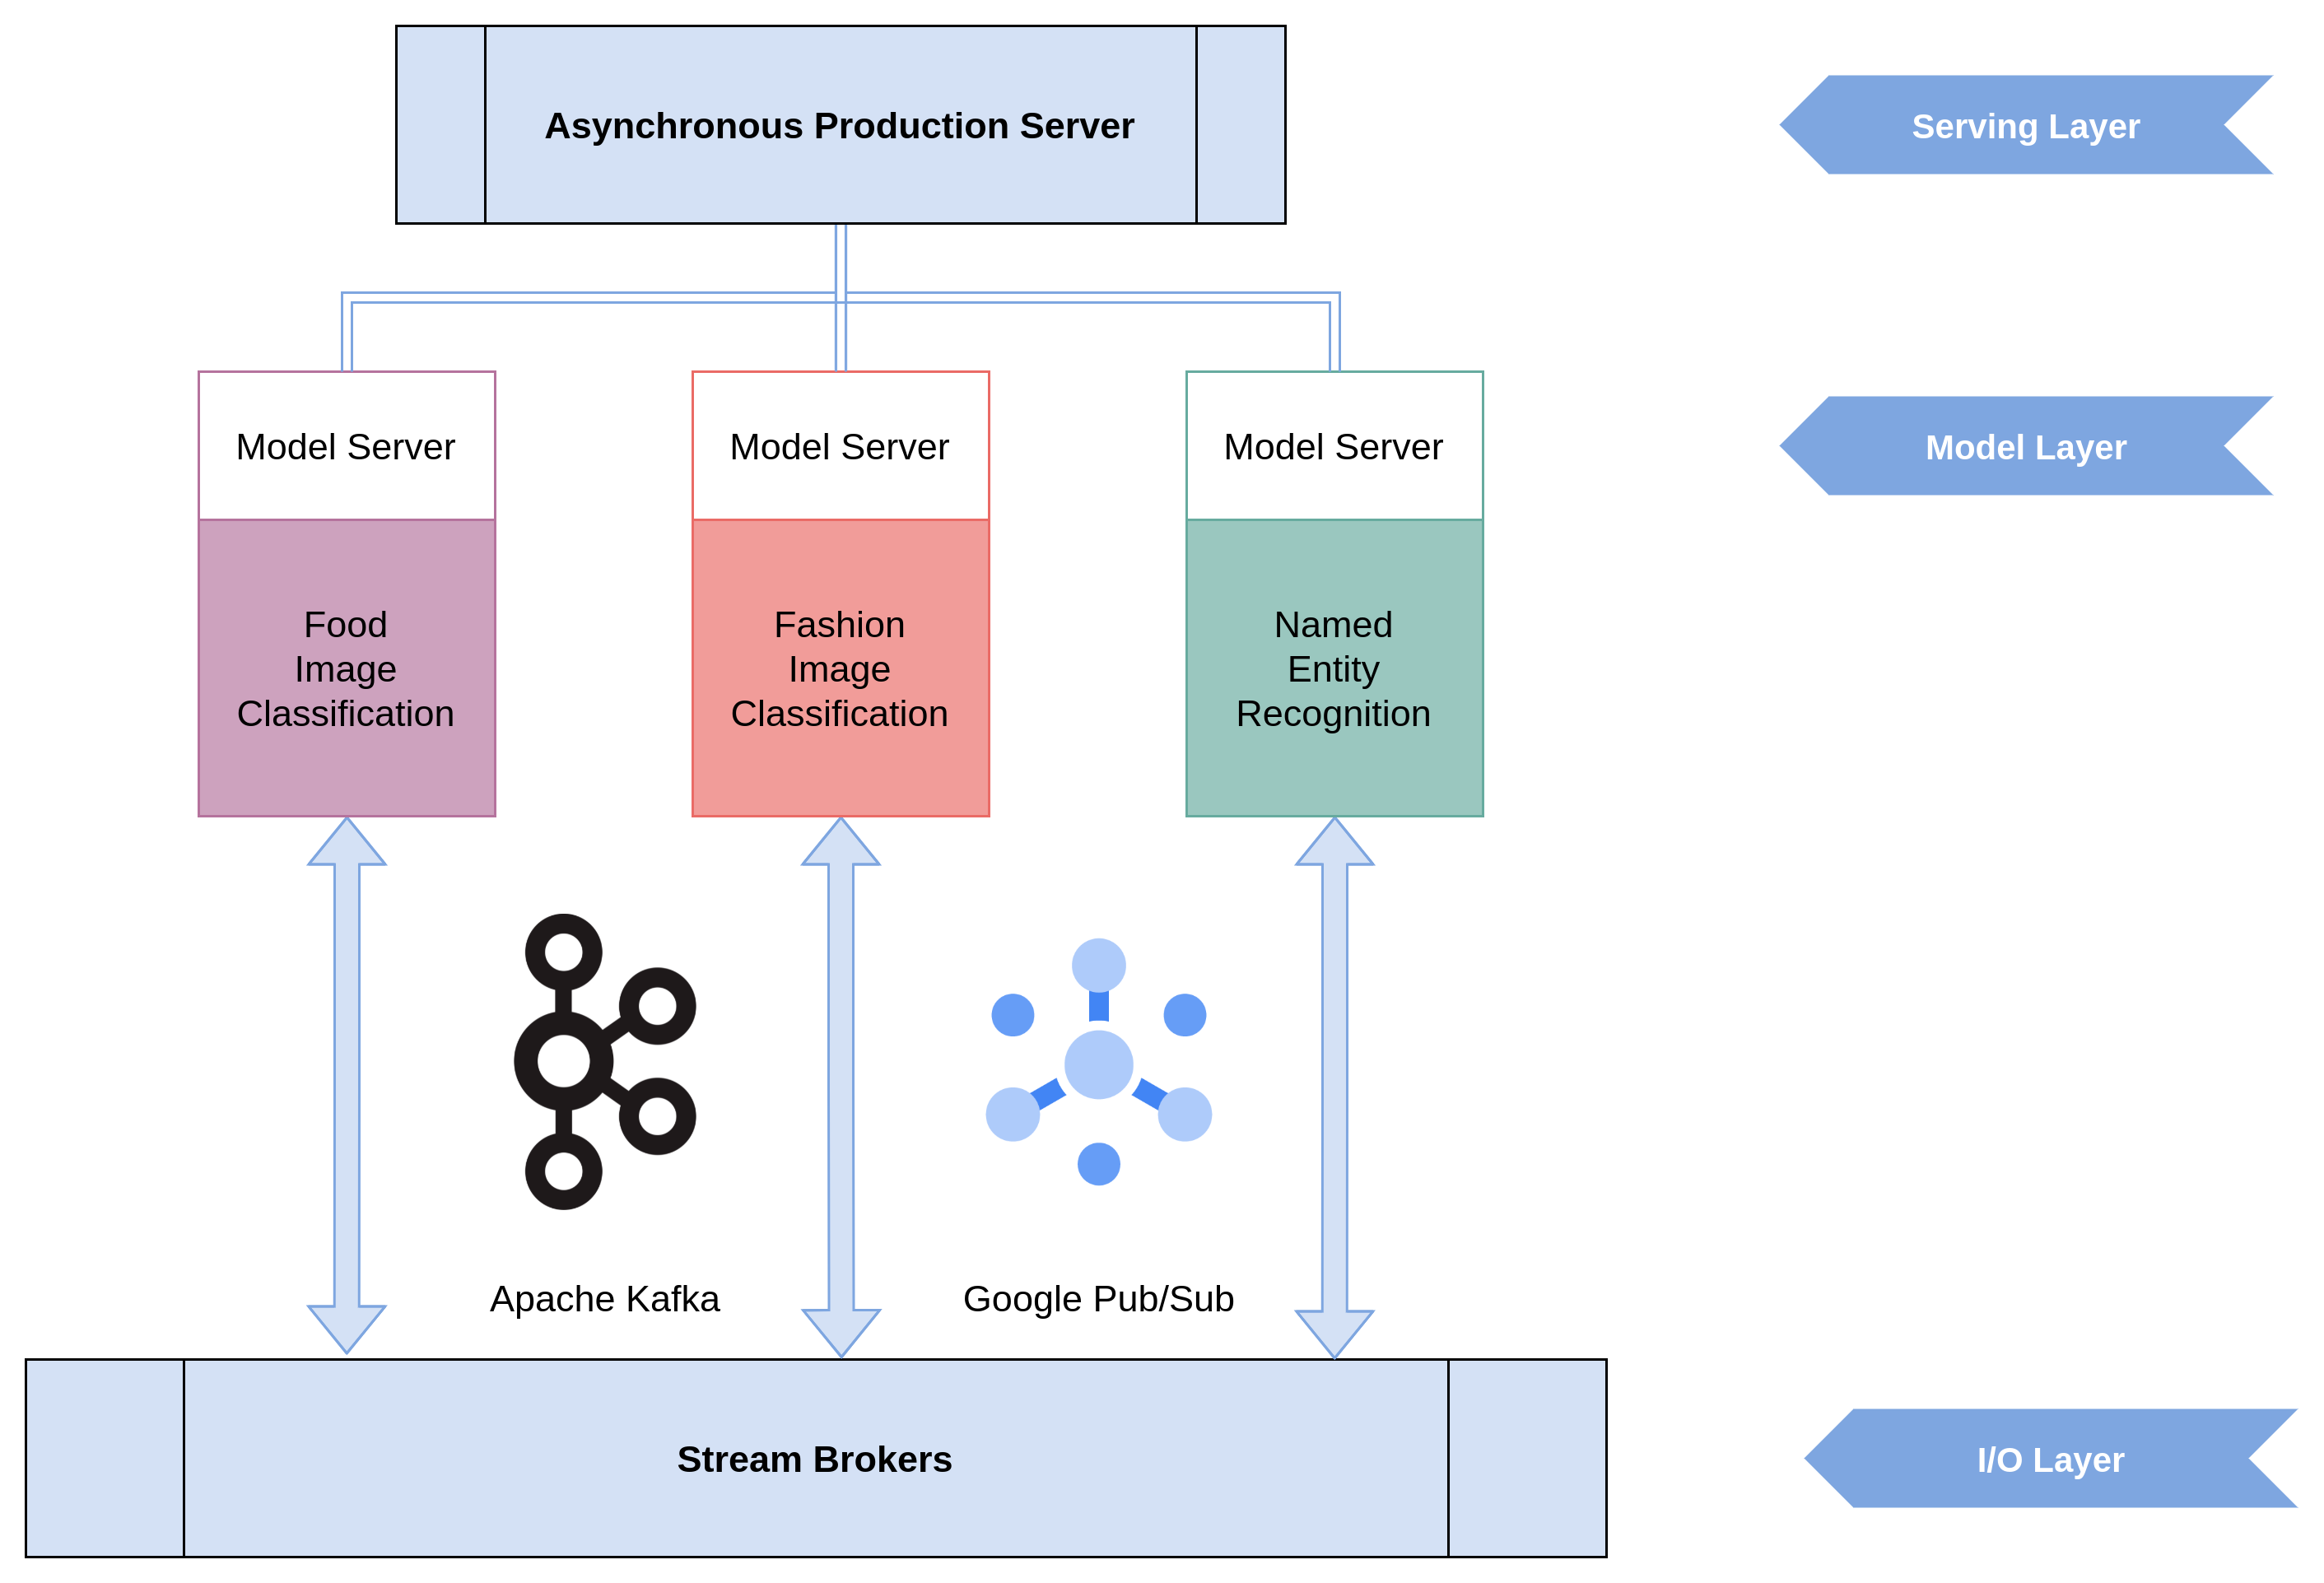 Asynchronous Production Server
Serving Layer
Model Server
Model Server
Model Server
Model Layer
Food
Image
Classification
Fashion
Image
Classification
Named
Entity
Recognition
Apache Kafka
Google Pub/Sub
Stream Brokers
I/O Layer